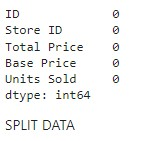 ID 0
Store ID 0
Total Price 0
Base Price 0
Units Sold 0
dtype: int64
SPLIT DATA